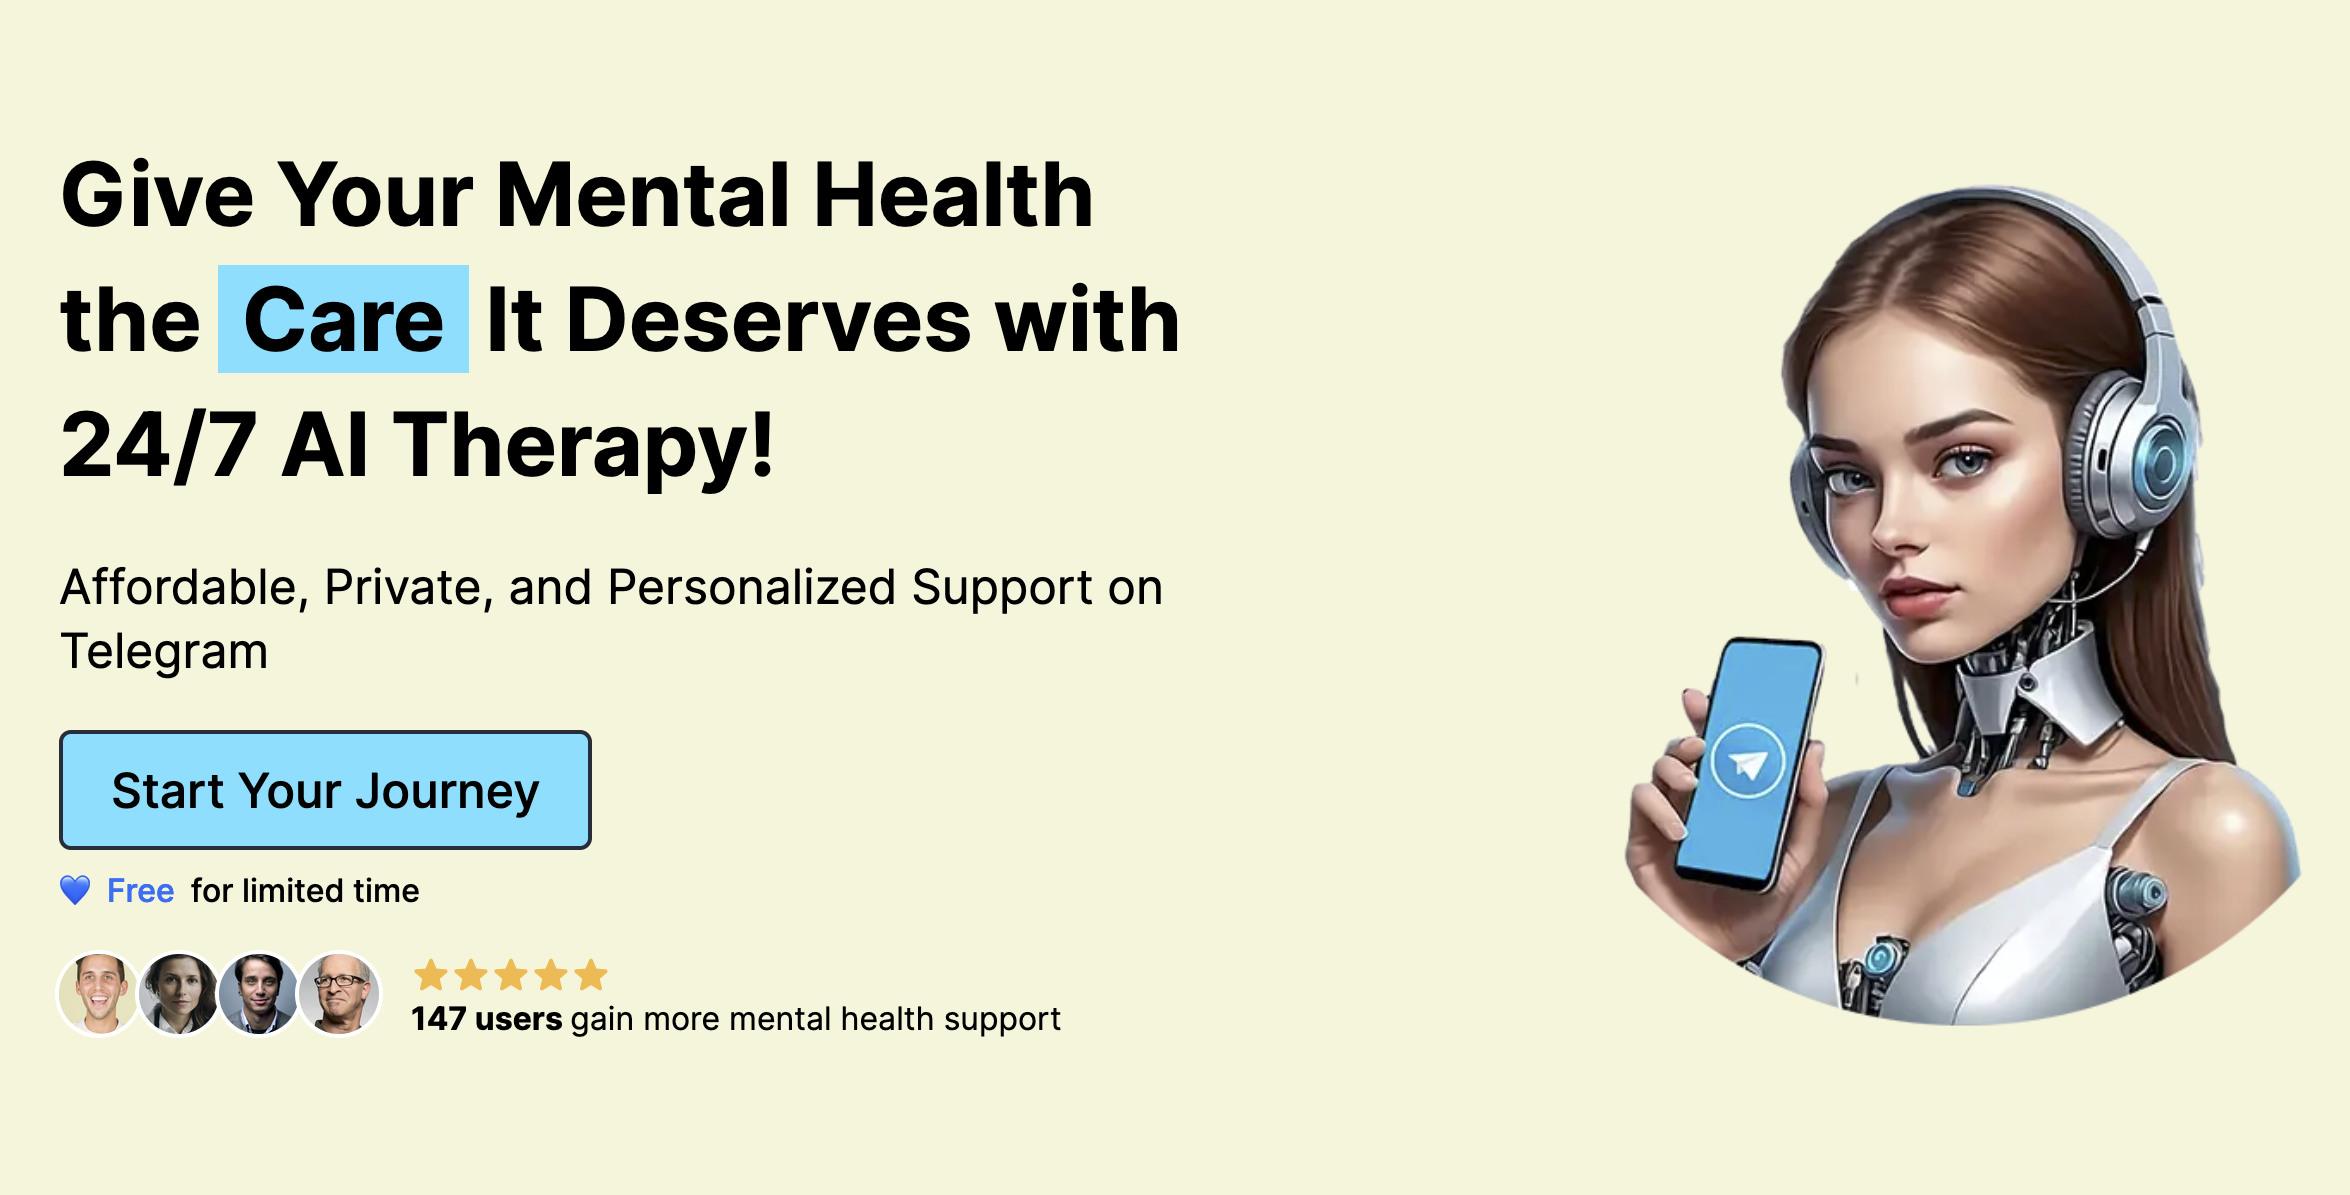 Give Your Mental Health
the Care It Deserves with
24/7 AI Therapy!
Affordable, Private, and Personalized Support on
Telegram
Start Your Journey
💙 Free for limited time
147 users gain more mental health support